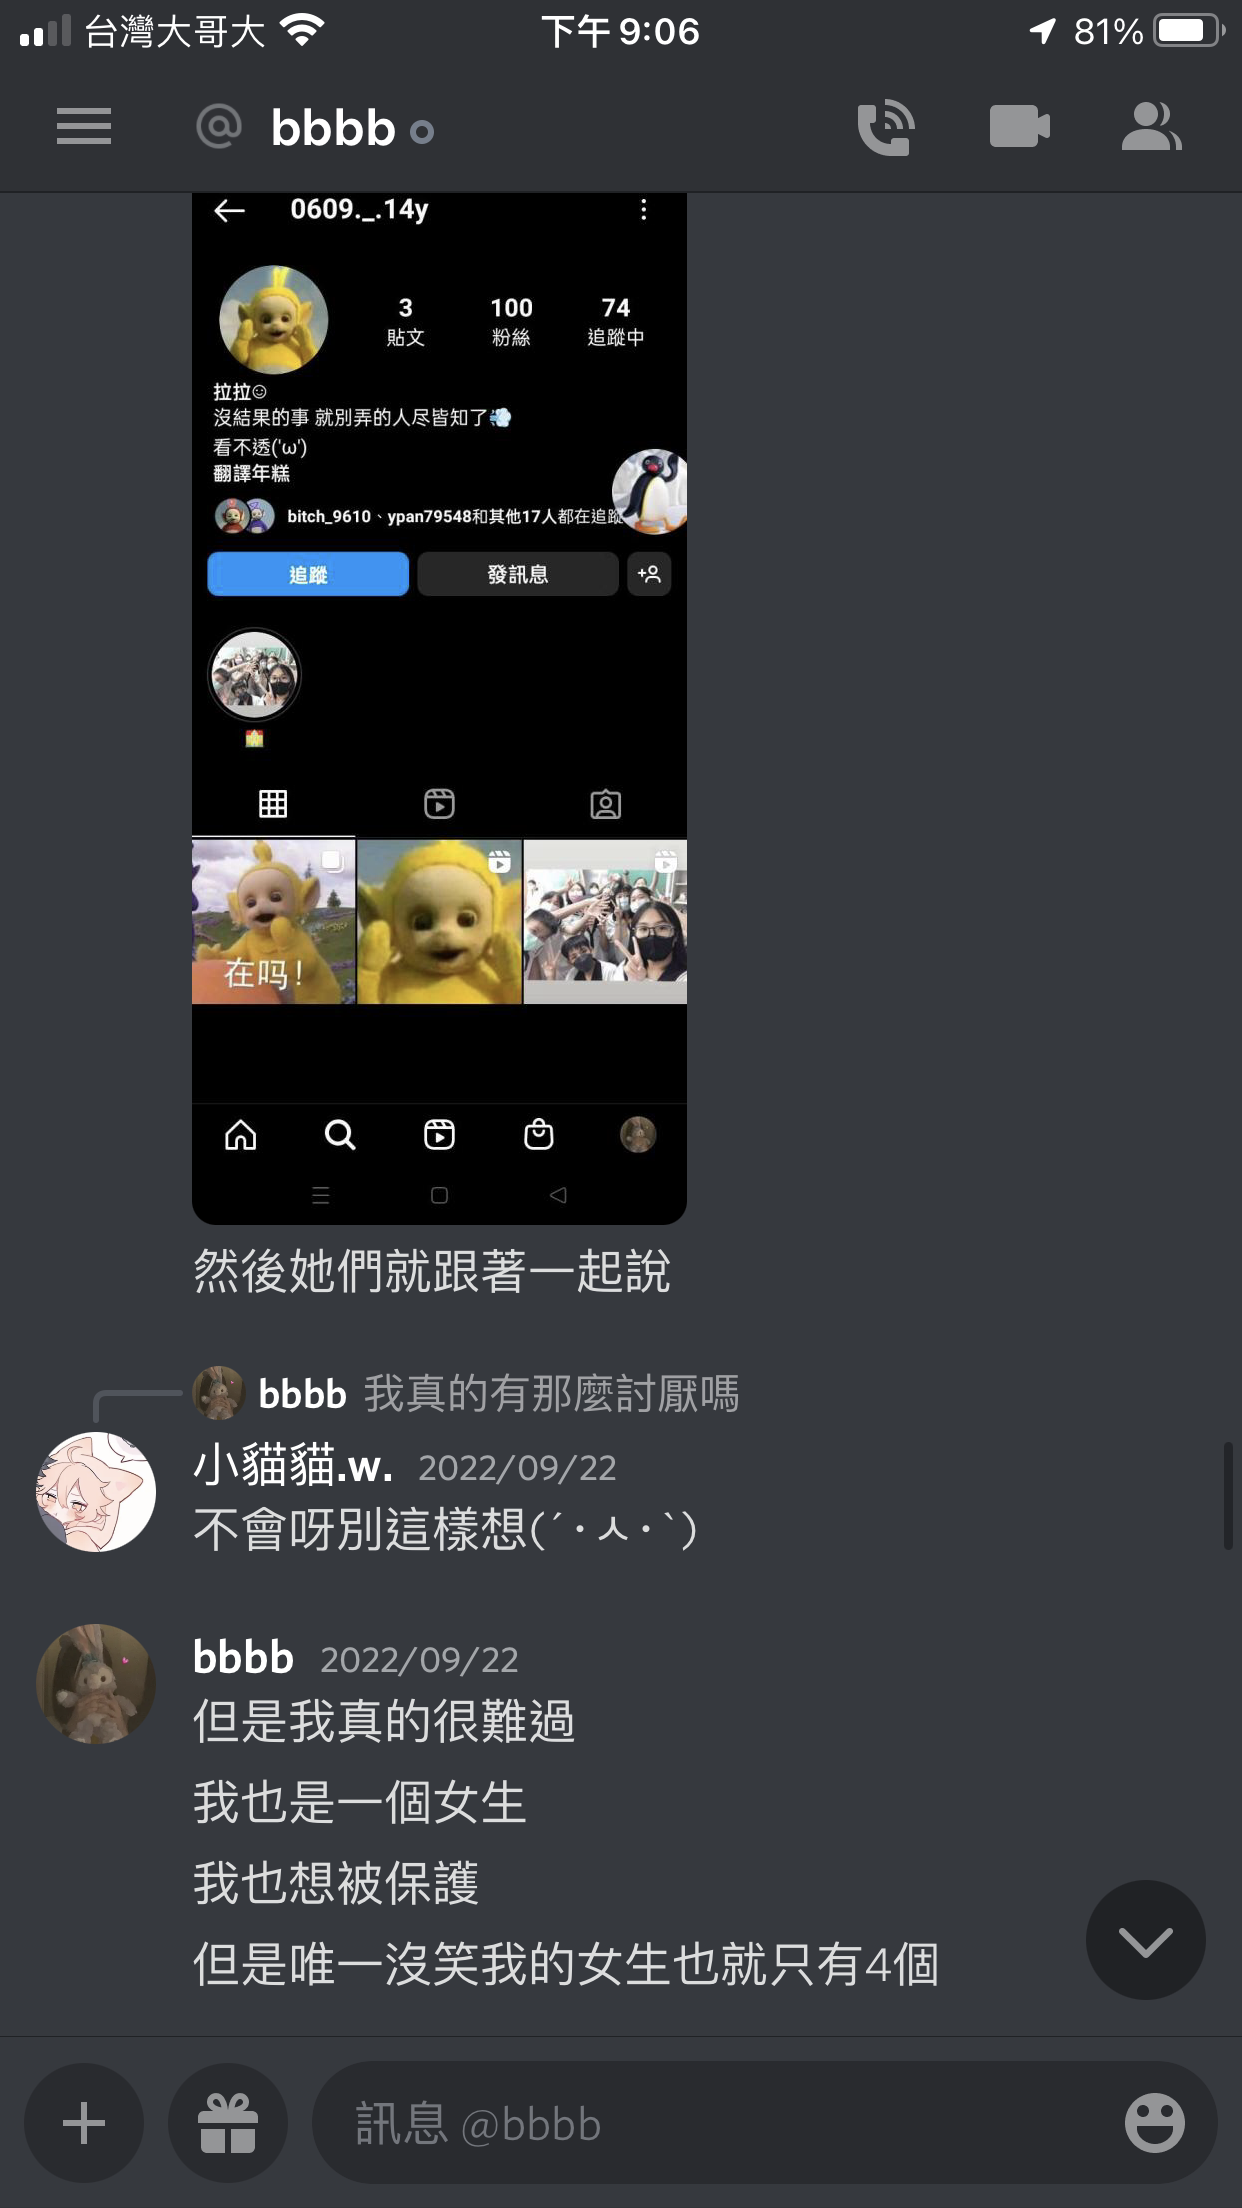 台灣大哥大
下午 9:06
81%
@ bbbb
0609._.14y
3
100
74
貼文
粉絲
追蹤中
拉拉☺
沒結果的事 就別弄的人尽皆知了💨
看不透('ω')
翻譯年糕
bitch_9610、ypan79548和其他17人都在追蹤
追蹤
發訊息
在吗!
然後她們就跟著一起說
bbbb 我真的有那麼討厭嗎
小貓貓.w. 2022/09/22
不會呀別這樣想(´･ㅅ･`)
bbbb 2022/09/22
但是我真的很難過
我也是一個女生
我也想被保護
但是唯一沒笑我的女生也就只有4個
訊息 @bbbb